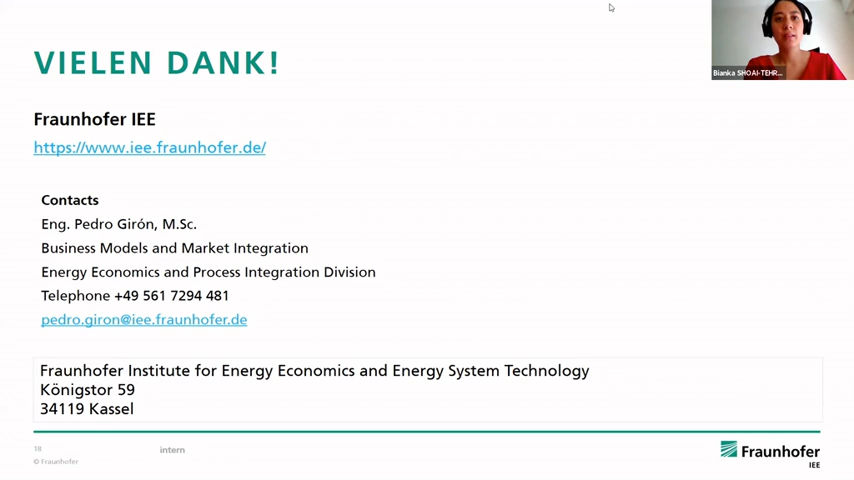 VIELEN DANK!
Bianka SHOAI-TEHR...
Fraunhofer IEE
https://www.iee.fraunhofer.de/
Contacts
Eng. Pedro Girón, M.Sc.
Business Models and Market Integration
Energy Economics and Process Integration Division
Telephone +49 561 7294 481
pedro.giron@iee.fraunhofer.de
Fraunhofer Institute for Energy Economics and Energy System Technology
Königstor 59
34119 Kassel
18
intern
© Fraunhofer
Fraunhofer
IEE